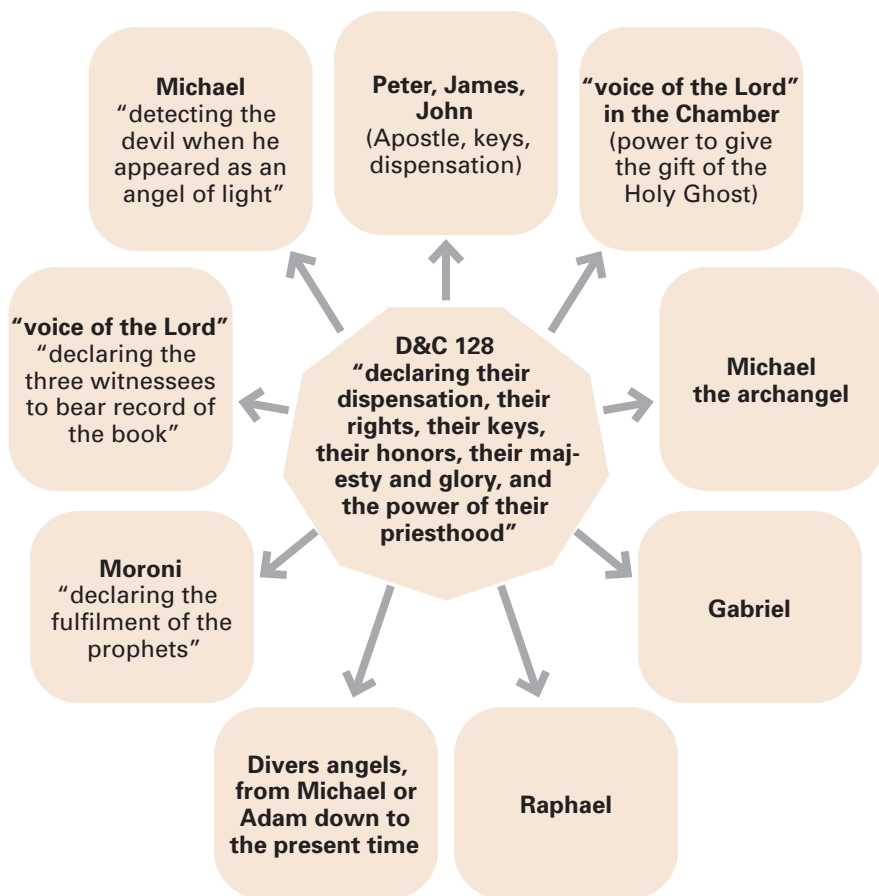 Michael
“detecting the
devil when he
appeared as an
angel of light”
Peter, James,
John
(Apostle, keys,
dispensation)
“voice of the Lord”
in the Chamber
(power to give
the gift of the
Holy Ghost)
“voice of the Lord”
“declaring the
three witnessees
to bear record of
the book”
D&C 128
“declaring their
dispensation, their
rights, their keys,
their honors, their maj-
esty and glory, and
the power of their
priesthood”
Michael
the archangel
Moroni
“declaring the
fulfilment of the
prophets”
Gabriel
Divers angels,
from Michael or
Adam down to
the present time
Raphael